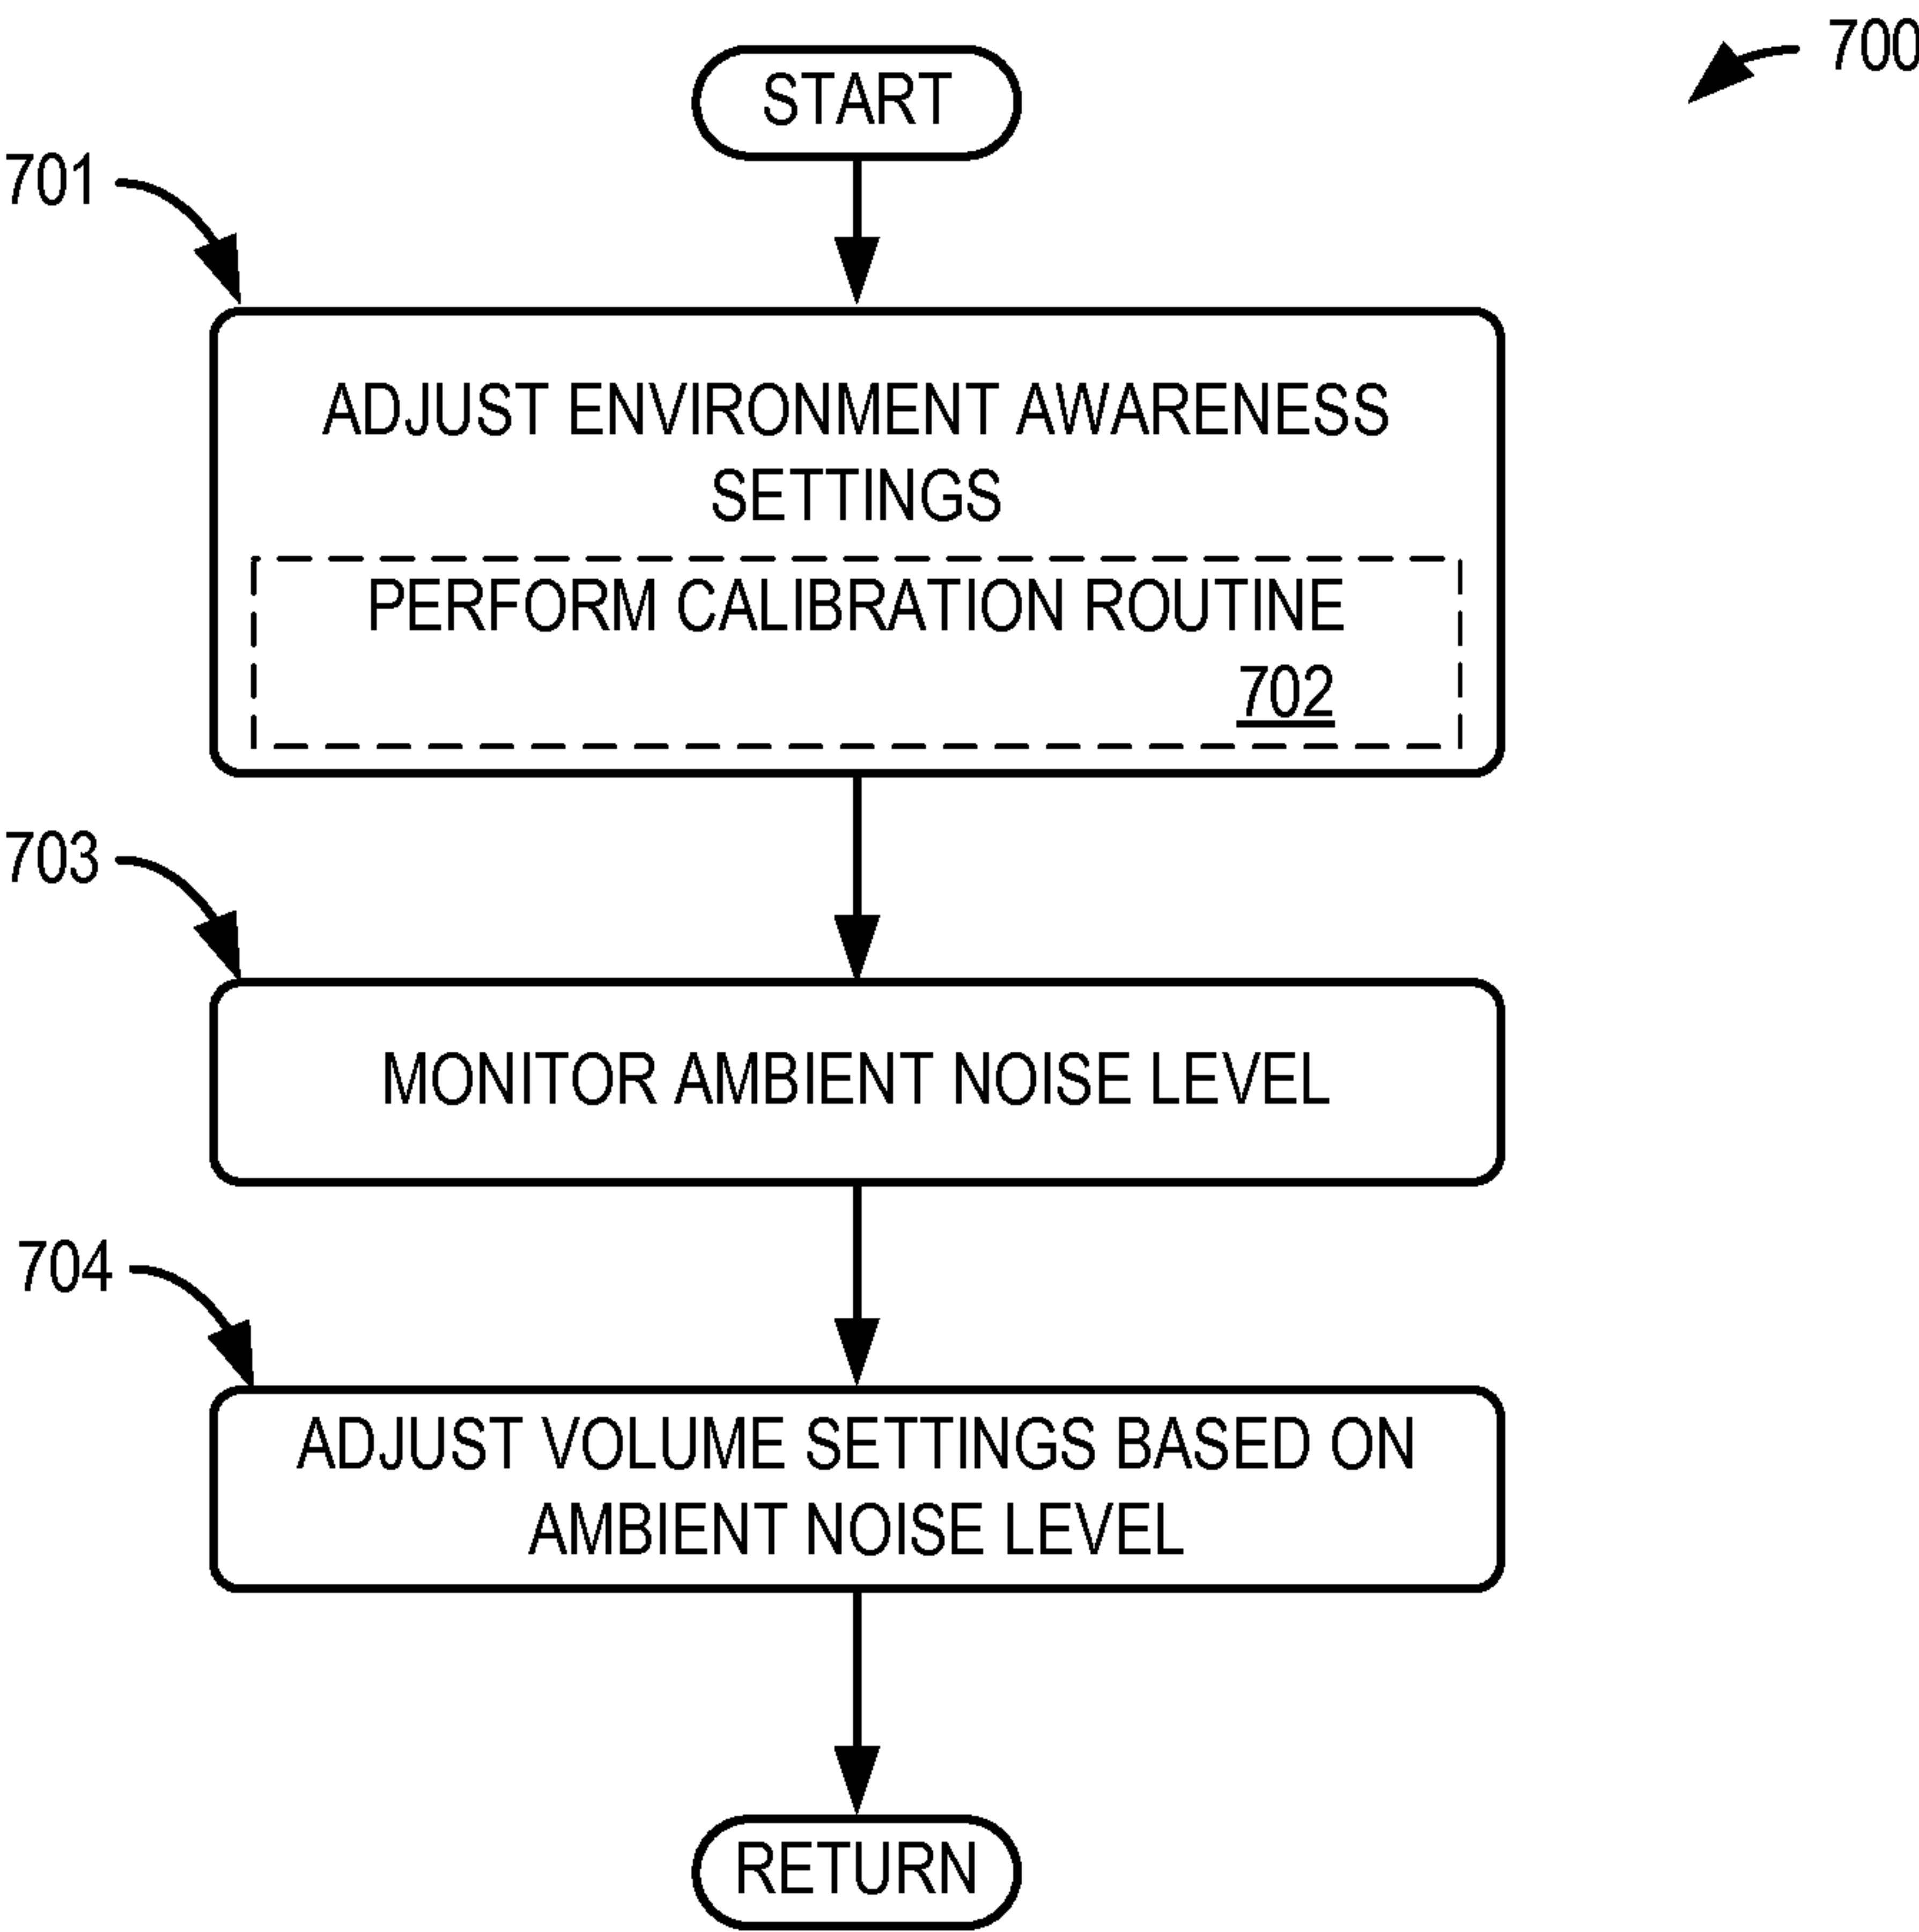 700
START
701
ADJUST ENVIRONMENT AWARENESS
SETTINGS
PERFORM CALIBRATION ROUTINE
702
703
MONITOR AMBIENT NOISE LEVEL
704
ADJUST VOLUME SETTINGS BASED ON
AMBIENT NOISE LEVEL
RETURN